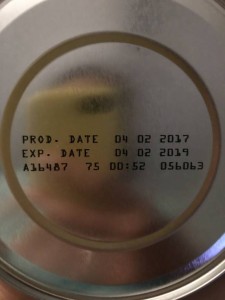 PROD. DATE 04 02 2017
EXP. DATE 04 02 2019
A16487 75 00:52 056063